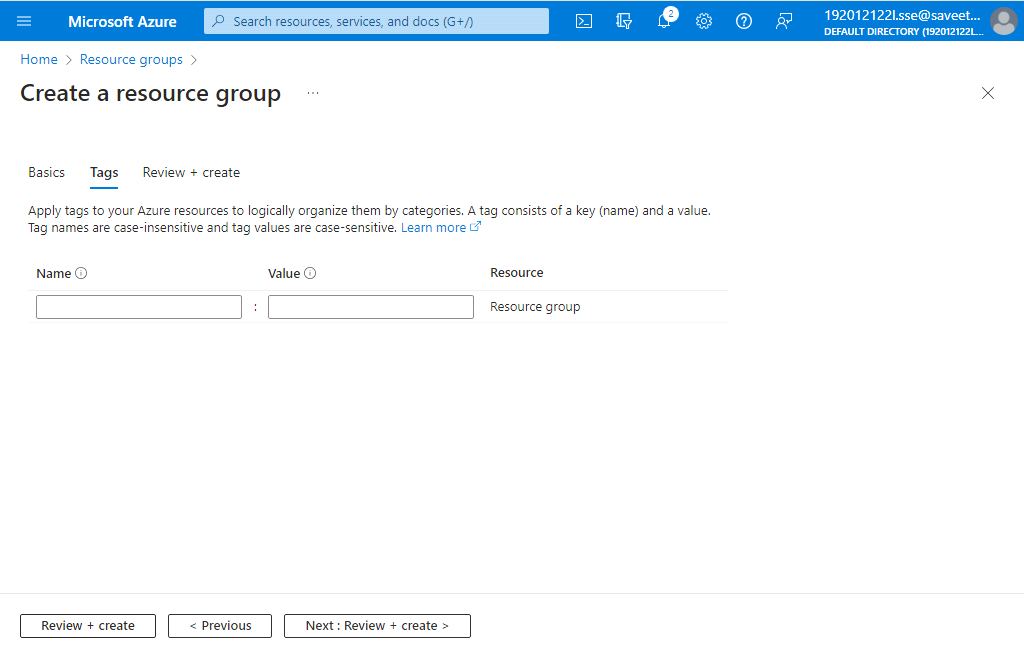 Microsoft Azure
Search resources, services, and docs (G+/)
2
192012122l.sse@saveet...
DEFAULT DIRECTORY (192012122L...
Home > Resource groups >
Create a resource group ...
Basics Tags Review + create
Apply tags to your Azure resources to logically organize them by categories. A tag consists of a key (name) and a value.
Tag names are case-insensitive and tag values are case-sensitive. Learn more
Name Value Resource
: Resource group
Review + create < Previous Next : Review + create >